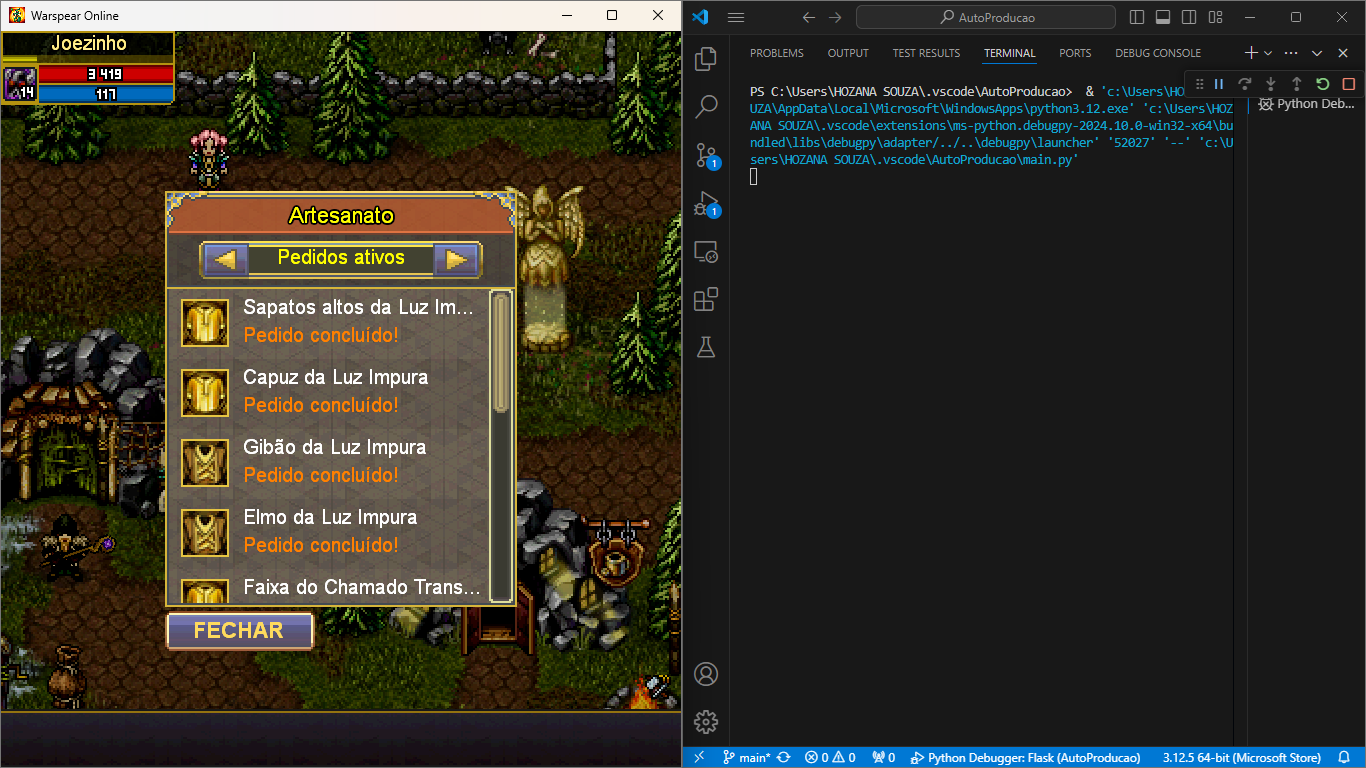 Warspear Online
Joezinho
3 419
14
117
Artesanato
Pedidos ativos
Sapatos altos da Luz Im...
Pedido concluído!
Capuz da Luz Impura
Pedido concluído!
Gibão da Luz Impura
Pedido concluído!
Elmo da Luz Impura
Pedido concluído!
Faixa do Chamado Trans...
FECHAR
AutoProducao
PROBLEMS OUTPUT TEST RESULTS TERMINAL PORTS DEBUG CONSOLE
PS C:\Users\HOZANA SOUZA\.vscode\AutoProducao> & 'c:\Users\HO
UZA\AppData\Local\Microsoft\WindowsApps\python3.12.exe' 'c:\Users\HOZ
ANA SOUZA\.vscode\extensions\ms-python.debugpy-2024.10.0-win32-x64\bu
ndled\libs\debugpy\adapter/../..\debugpy\launcher' '52027' '--' 'c:\U
sers\HOZANA SOUZA\.vscode\AutoProducao\main.py'
Python Deb...
1
1
main* 0 0 0 Python Debugger: Flask (AutoProducao) 3.12.5 64-bit (Microsoft Store)